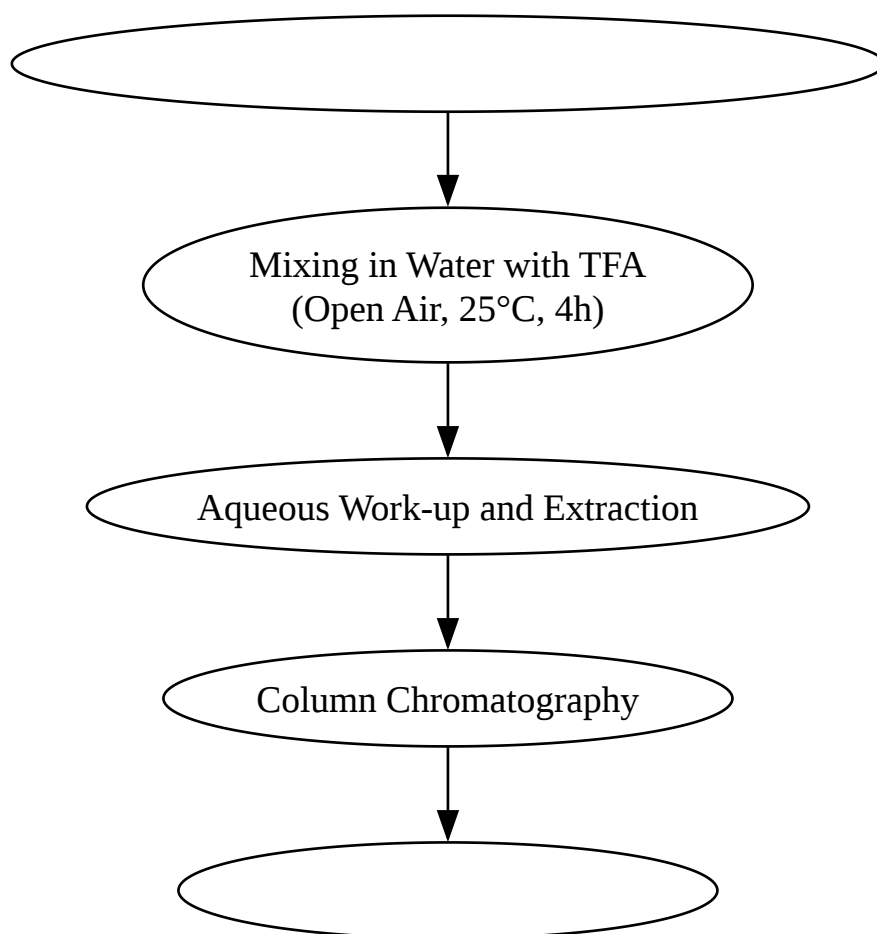 Mixing in Water with TFA
(Open Air, 25°C, 4h)
Aqueous Work-up and Extraction
Column Chromatography